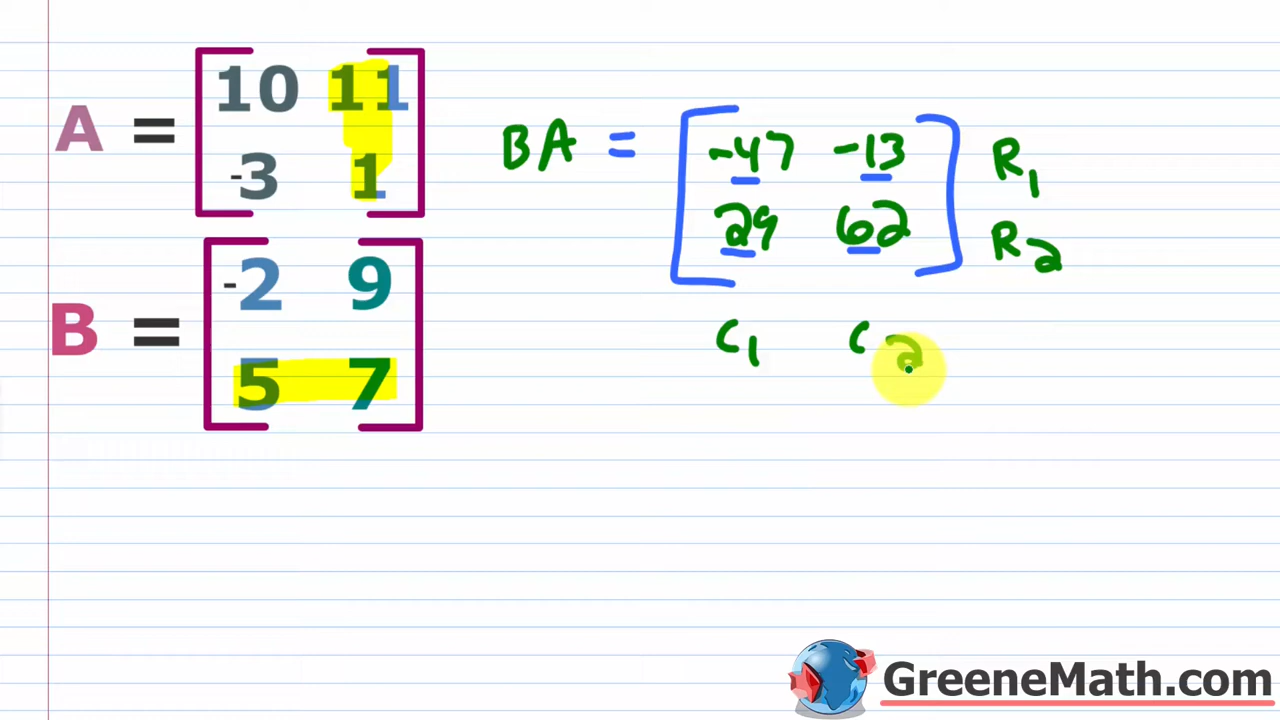 A = [10 11
-3 1]
B = [-2 9
5 7]
BA = [-47 -13] R1
[29 62] R2
C1 C2
GreeneMath.com